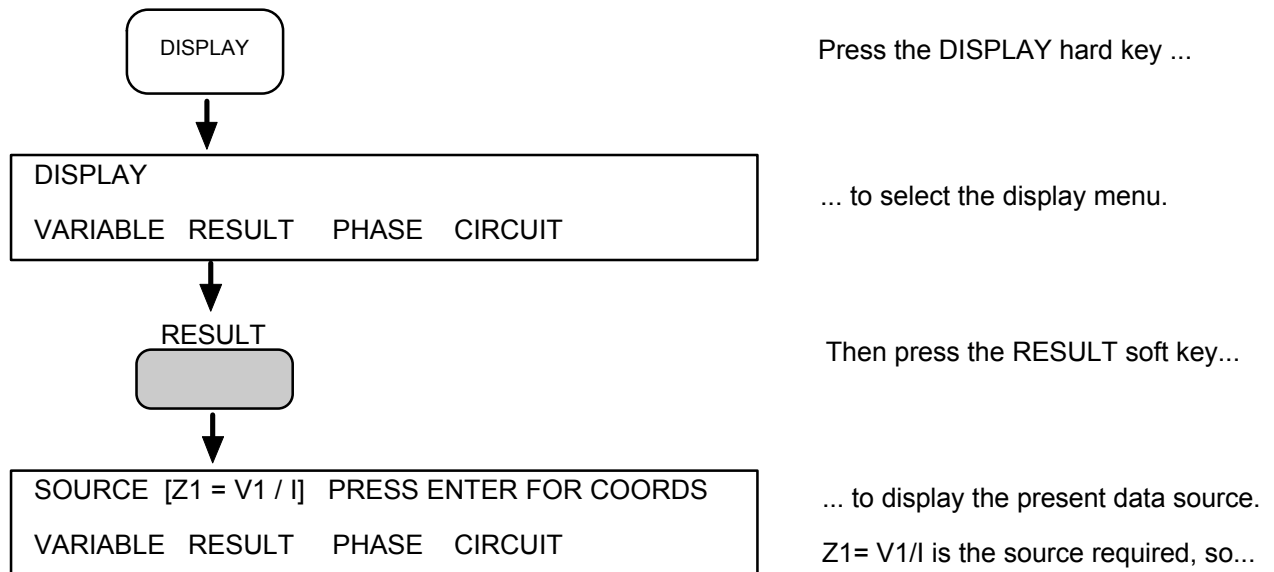 DISPLAY
Press the DISPLAY hard key ...
DISPLAY
VARIABLE RESULT PHASE CIRCUIT
... to select the display menu.
RESULT
Then press the RESULT soft key...
SOURCE [Z1 = V1 / I] PRESS ENTER FOR COORDS
VARIABLE RESULT PHASE CIRCUIT
... to display the present data source.
Z1= V1/I is the source required, so...